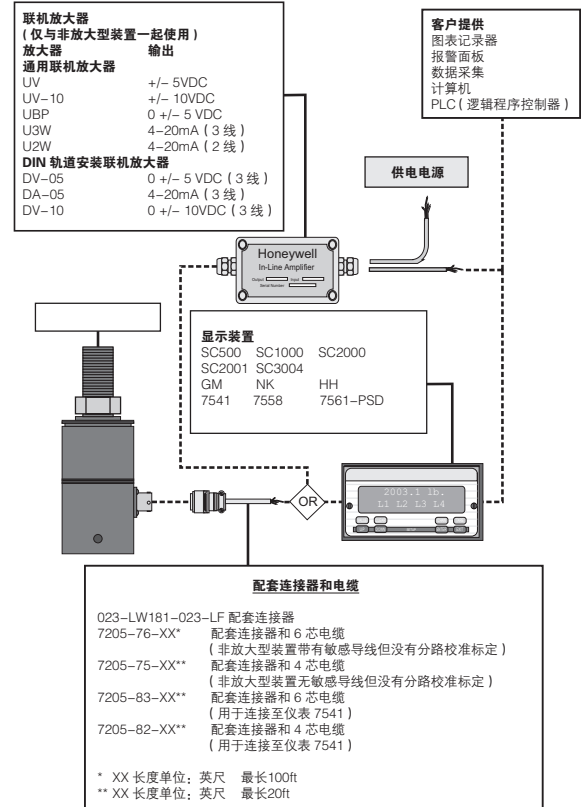 联机放大器
(仅与非放大型装置一起使用)
放大器 输出
通用联机放大器
UV +/- 5VDC
UV-10 +/- 10VDC
UBP 0 +/- 5 VDC
U3W 4-20mA(3 线)
U2W 4-20mA(2 线)
DIN 轨道安装联机放大器
DV-05 0 +/- 5 VDC(3 线)
DA-05 4-20mA(3 线)
DV-10 0 +/- 10VDC(3 线)
客户提供
图表记录器
报警面板
数据采集
计算机
PLC(逻辑程序控制器)
供电电源
Honeywell
In-Line Amplifier
Output Input
Serial Number
显示装置
SC500 SC1000 SC2000
SC2001 SC3004
GM NK HH
7541 7558 7561-PSD
OR
2003.1 lb.
L1 L2 L3 L4
配套连接器和电缆
023-LW181-023-LF 配套连接器
7205-76-XX* 配套连接器和 6 芯电缆
(非放大型装置带有敏感导线但没有分路校准标定)
7205-75-XX** 配套连接器和 4 芯电缆
(非放大型装置无敏感导线但没有分路校准标定)
7205-83-XX** 配套连接器和 6 芯电缆
(用于连接至仪表 7541)
7205-82-XX** 配套连接器和 4 芯电缆
(用于连接至仪表 7541)
* XX 长度单位:英尺 最长100ft
** XX 长度单位:英尺 最长20ft